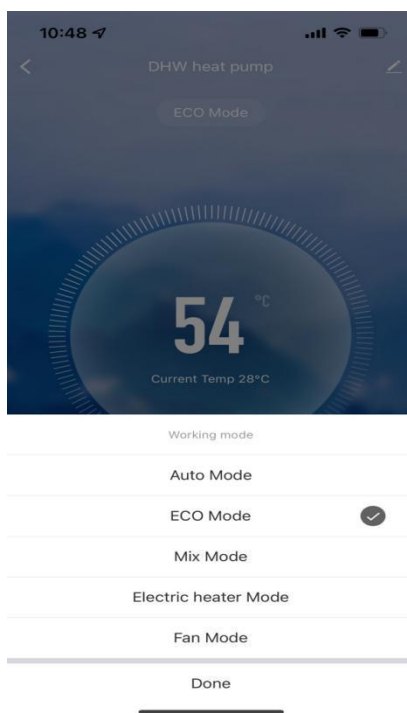 10:48
DHW heat pump
ECO Mode
54 °C
Current Temp 28°C
Working mode
Auto Mode
ECO Mode
Mix Mode
Electric heater Mode
Fan Mode
Done